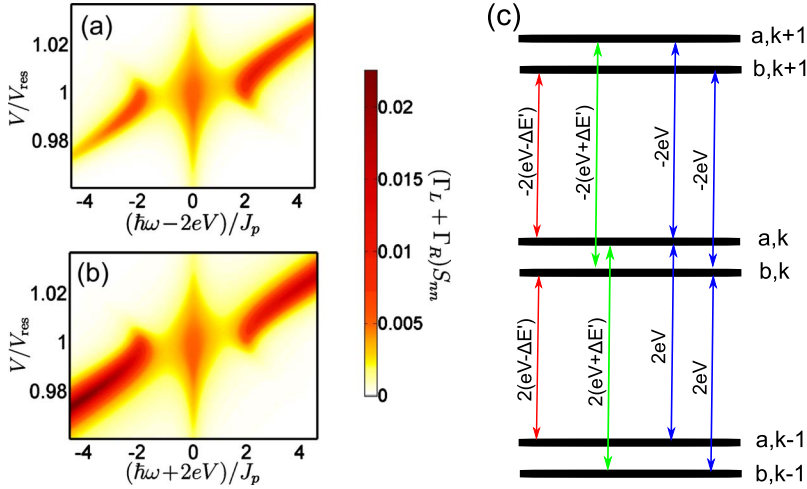 (a)
V/V_res
1.02
1
0.98
-4 -2 0 2 4
(ħω−2eV)/J_p
(b)
V/V_res
1.02
1
0.98
-4 -2 0 2 4
(ħω+2eV)/J_p
0.02
0.015
0.01
0.005
0
(Γ_L + Γ_R)S_nn
(c)
a,k+1
b,k+1
-2(eV-ΔE')
-2(eV+ΔE')
-2eV
-2eV
a,k
b,k
2(eV-ΔE')
2(eV+ΔE')
2eV
2eV
a,k-1
b,k-1